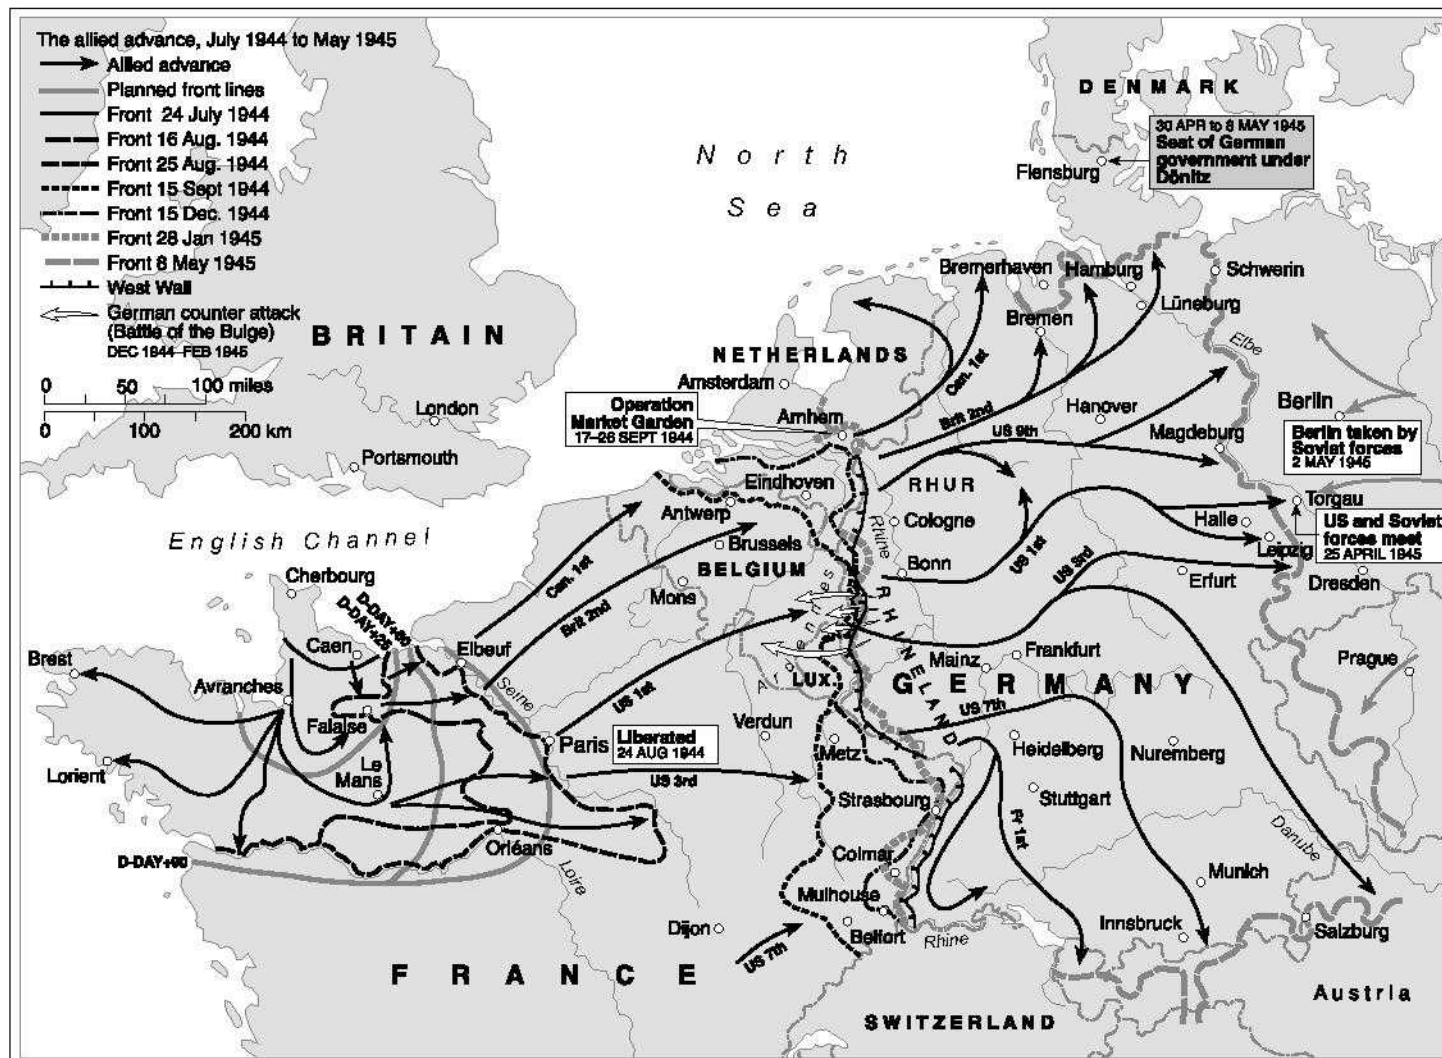 The allied advance, July 1944 to May 1945
Allied advance
Planned front lines
Front 24 July 1944
Front 16 Aug. 1944
Front 25 Aug. 1944
Front 15 Sept 1944
Front 15 Dec. 1944
Front 28 Jan 1945
Front 8 May 1945
West Wall
German counter attack
(Battle of the Bulge)
DEC 1944–FEB 1945
0 50 100 miles
0 100 200 km
BRITAIN
London
Portsmouth
North
Sea
DENMARK
30 APR to 8 MAY 1945
Seat of German
government under
Dönitz
Flensburg
Bremerhaven
Hamburg
Schwerin
Lüneburg
Bremen
Elbe
NETHERLANDS
Amsterdam
Can. 1st
Operation
Market Garden
17–26 SEPT 1944
Arnhem
Brit 2nd
Hanover
US 9th
Magdeburg
Berlin
Berlin taken by
Soviet forces
2 MAY 1945
Eindhoven
RHUR
Torgau
Antwerp
Rhine
Cologne
Halle
US and Soviet
forces meet
25 APRIL 1945
Leipzig
English Channel
Brussels
BELGIUM
Bonn
US 1st
US 3rd
Erfurt
Dresden
Cherbourg
Can. 1st
Mons
Brit 2nd
Ardennes
RHINELAND
D-DAY+90
D-DAY+25
Caen
Elbeuf
Brest
Avranches
Seine
US 1st
LUX.
Mainz
Frankfurt
Prague
GERMANY
Falaise
Verdun
US 7th
Paris
Liberated
24 AUG 1944
Metz
Heidelberg
Nuremberg
Lorient
Le
Mans
US 3rd
Strasbourg
Stuttgart
Fr 1st
Danube
Orléans
D-DAY+90
Loire
Colmar
Munich
Mulhouse
Dijon
Belfort
Rhine
Innsbruck
Salzburg
US 7th
FRANCE
Austria
SWITZERLAND